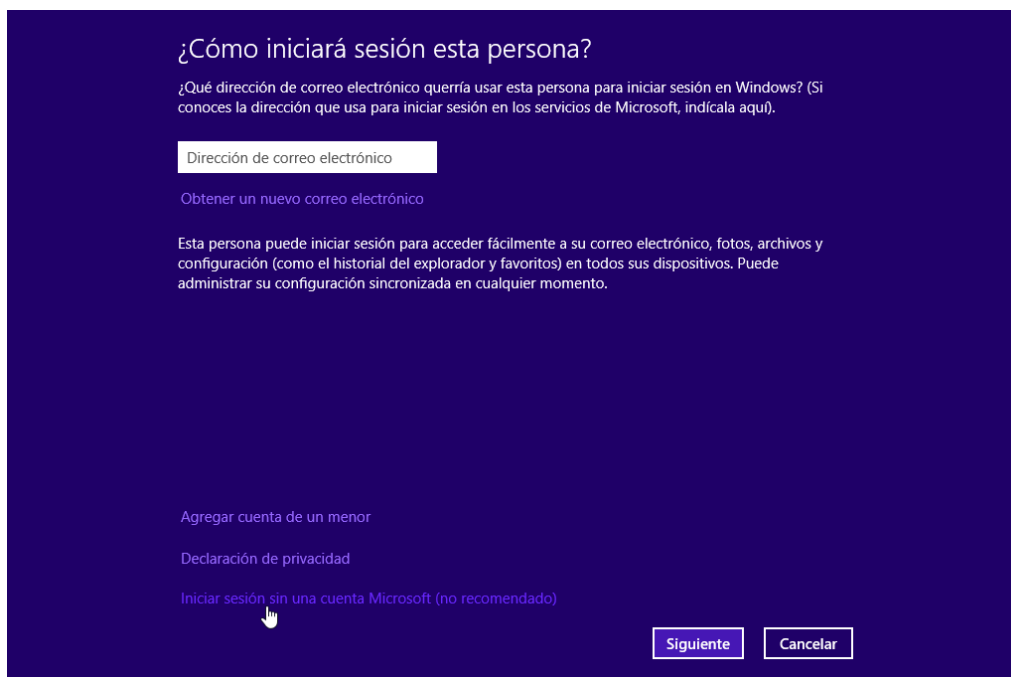 ¿Cómo iniciará sesión esta persona?
¿Qué dirección de correo electrónico querría usar esta persona para iniciar sesión en Windows? (Si
conoces la dirección que usa para iniciar sesión en los servicios de Microsoft, indícala aquí).
Dirección de correo electrónico
Obtener un nuevo correo electrónico
Esta persona puede iniciar sesión para acceder fácilmente a su correo electrónico, fotos, archivos y
configuración (como el historial del explorador y favoritos) en todos sus dispositivos. Puede
administrar su configuración sincronizada en cualquier momento.
Agregar cuenta de un menor
Declaración de privacidad
Iniciar sesión sin una cuenta Microsoft (no recomendado)
Siguiente
Cancelar